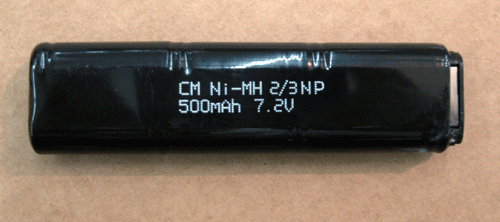 CM Ni-MH 2/3NP
500mAh 7.2V